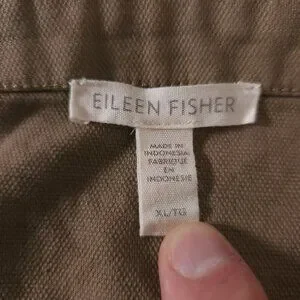 EILEEN FISHER
MADE IN
INDONESIA
FABRIQUÉ
EN
INDONÉSIE
XL/TG